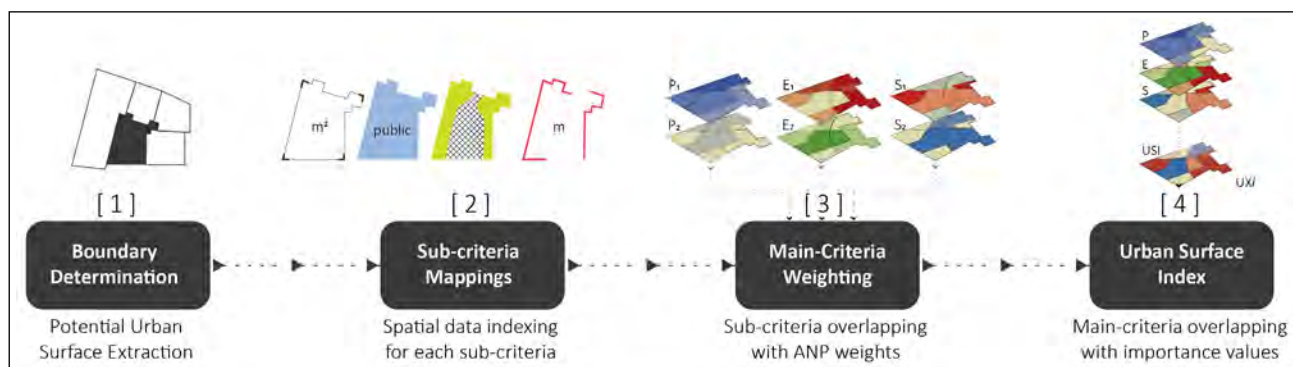 m²
public
m
P₁
E₁
S₁
P₂
E₂
S₂
P
E
S
USI
UXi
[ 1 ]
[ 2 ]
[ 3 ]
[ 4 ]
Boundary
Determination
Sub-criteria
Mappings
Main-Criteria
Weighting
Urban Surface
Index
Potential Urban
Surface Extraction
Spatial data indexing
for each sub-criteria
Sub-criteria overlapping
with ANP weights
Main-criteria overlapping
with importance values